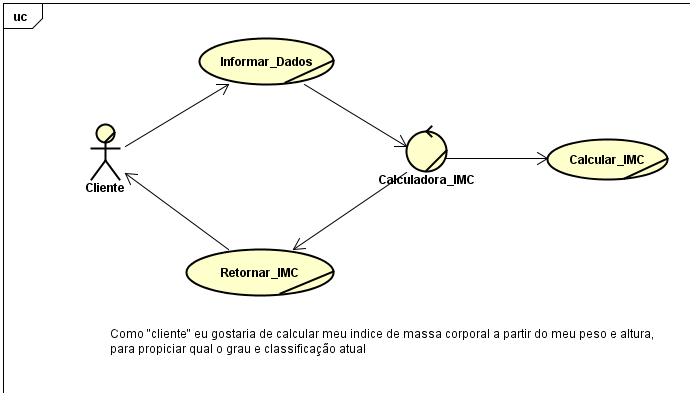 uc
Informar_Dados
Cliente
Calculadora_IMC
Calcular_IMC
Retornar_IMC
Como "cliente" eu gostaria de calcular meu indice de massa corporal a partir do meu peso e altura,
para propiciar qual o grau e classificação atual